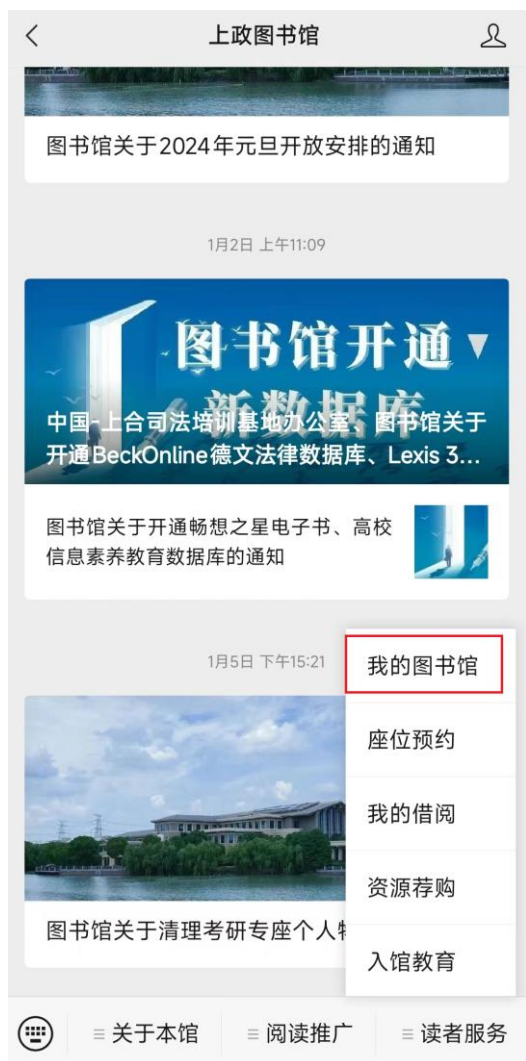 上政图书馆
图书馆关于2024年元旦开放安排的通知
1月2日 上午11:09
图书馆开通
新数据库
中国-上合司法培训基地办公室、图书馆关于
开通BeckOnline德文法律数据库、Lexis 3...
图书馆关于开通畅想之星电子书、高校
信息素养教育数据库的通知
1月5日 下午15:21
我的图书馆
座位预约
我的借阅
资源荐购
入馆教育
图书馆关于清理考研专座个人
关于本馆
阅读推广
读者服务